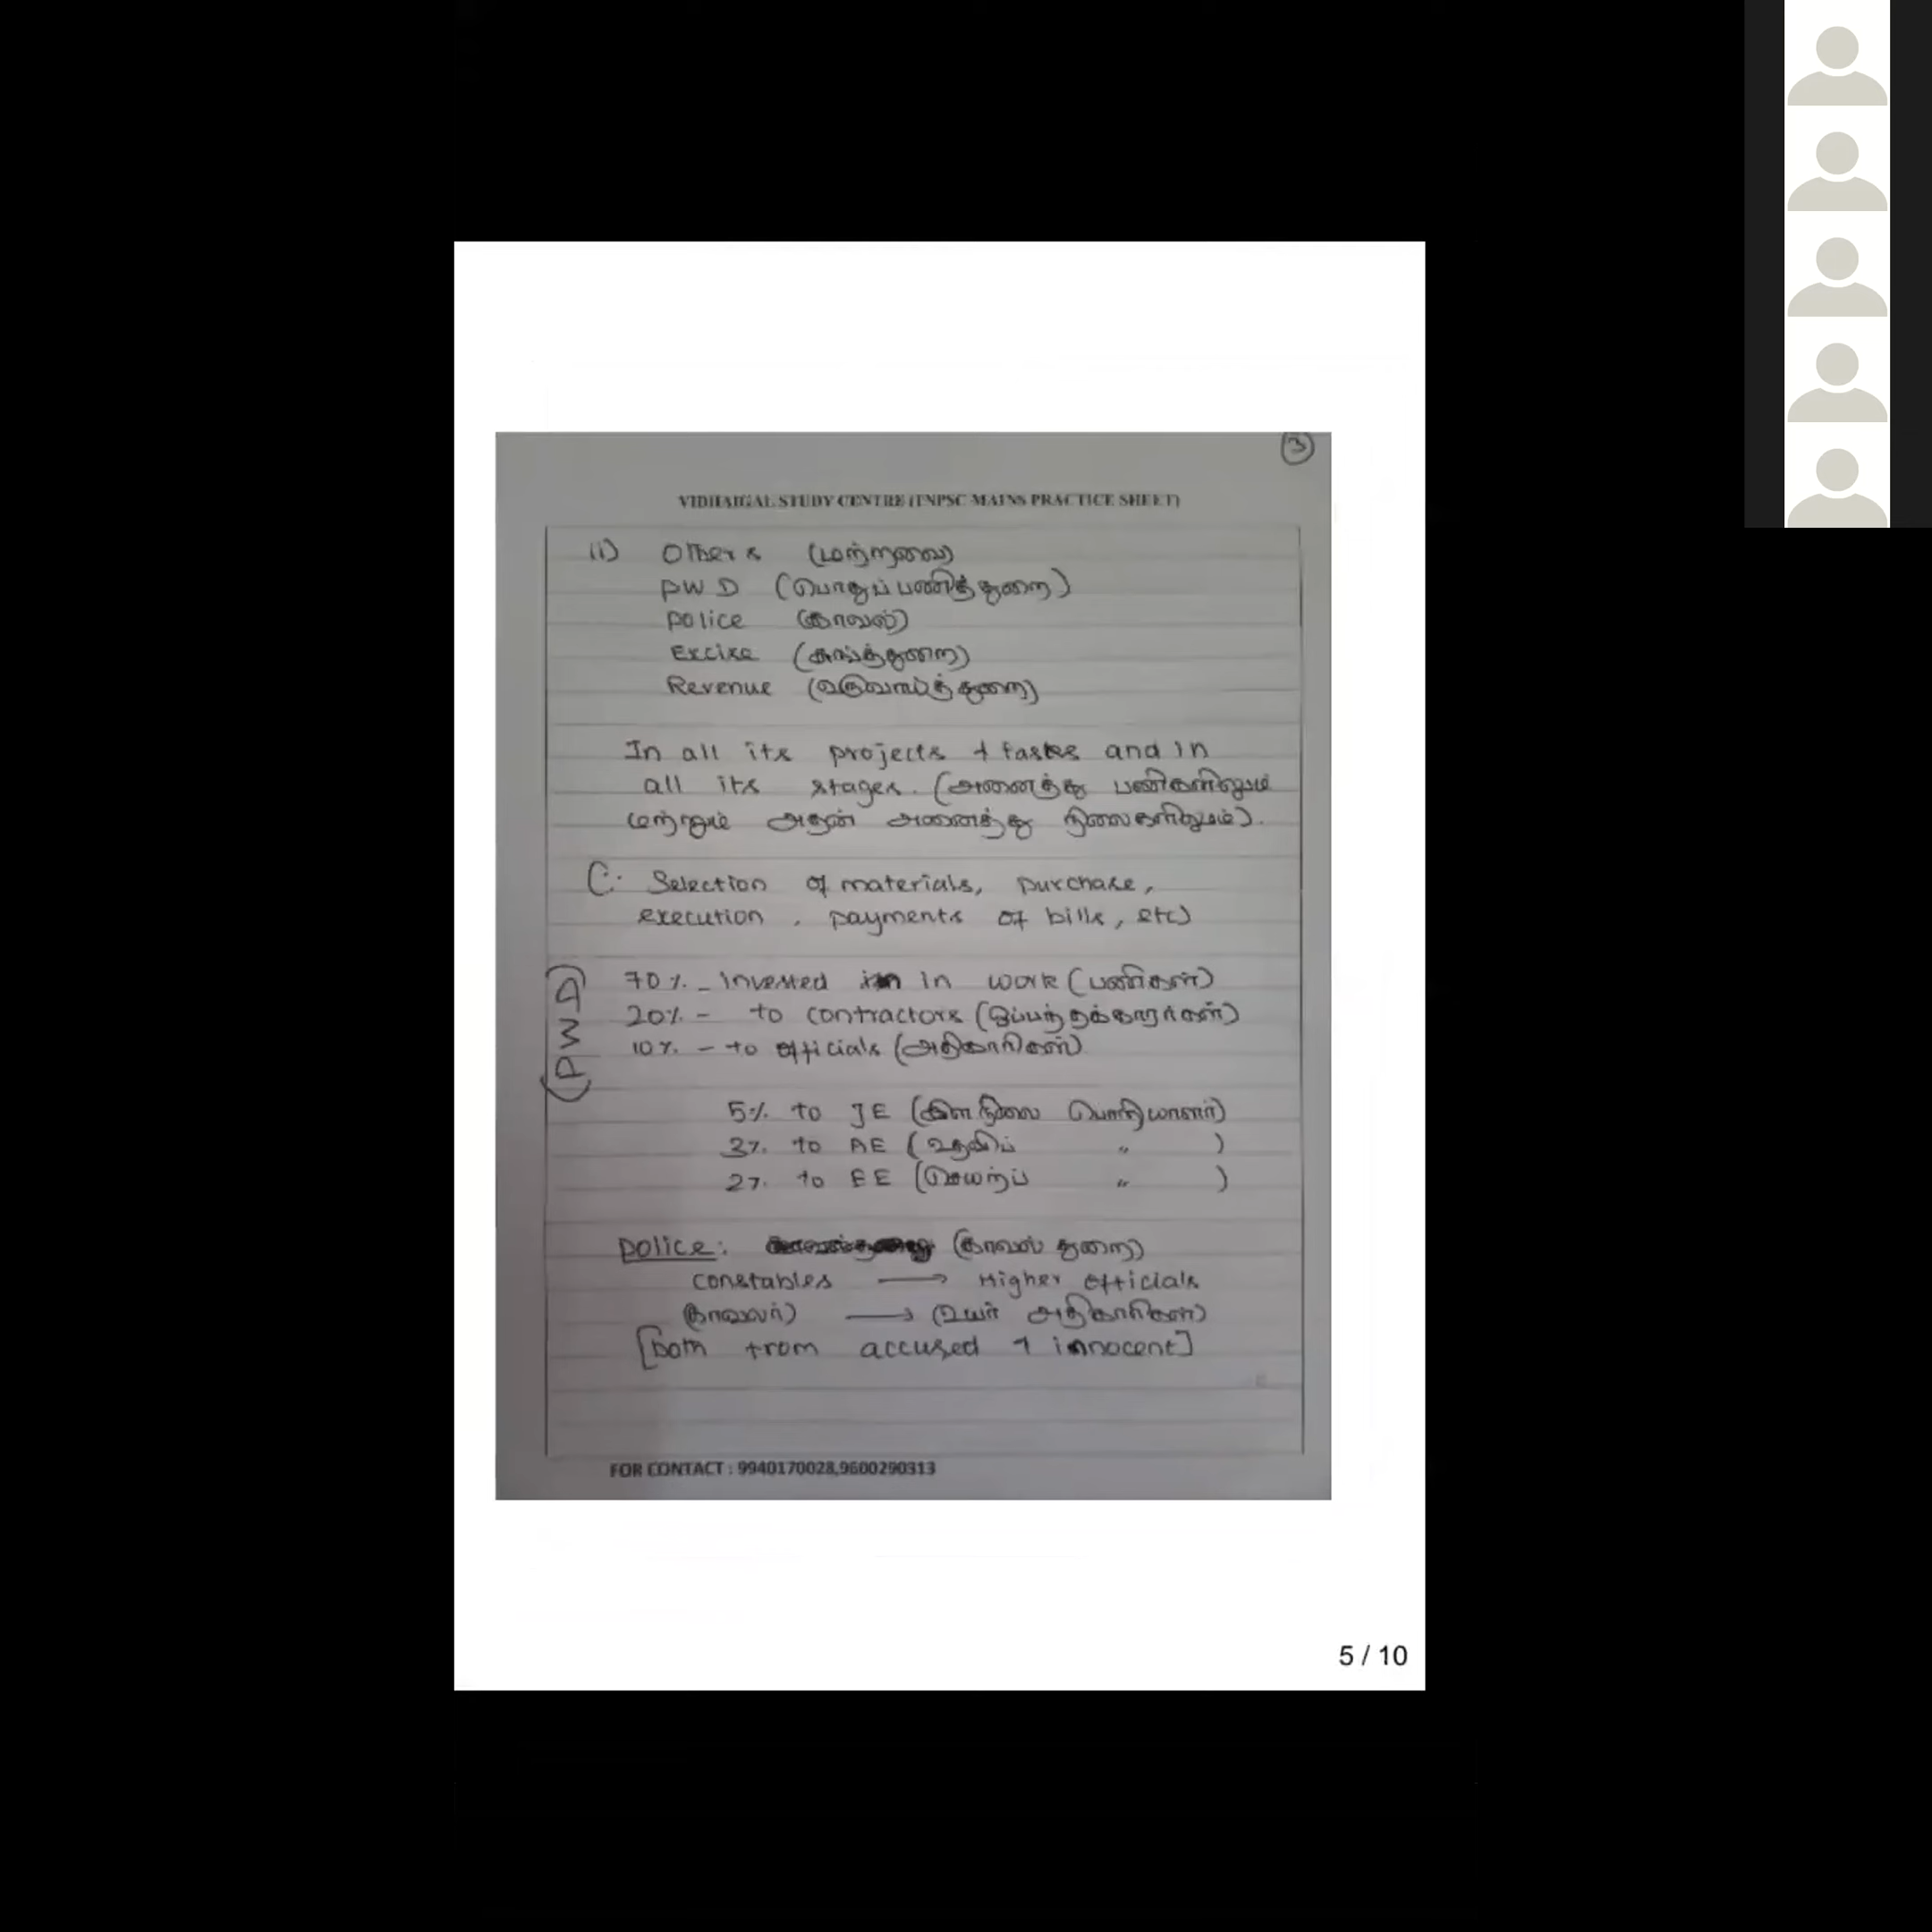 3
VIDHAIGAL STUDY CENTRE (TNPSC MAINS PRACTICE SHEET)
ii) Others (மற்றவை)
PWD (பொதுப்பணித்துறை)
Police (காவல்)
Excise (சுங்கத்துறை)
Revenue (வருவாய்த்துறை)
In all its projects + tasks and in
all its stages. (அனைத்து பணிகளிலும்
மற்றும் அதன் அனைத்து நிலைகளிலும்).
(: Selection of materials, purchase,
execution, payments of bills, etc)
(PWD)
70% - invested in in work (பணிகள்)
20% - to contractors (ஒப்பந்தக்காரர்கள்)
10% - to officials (அதிகாரிகள்)
5% to JE (இளநிலை பொறியாளர்)
3% to AE (உதவிப் " )
2% to EE (செயற்ப் " )
Police: (காவல் துறை)
constables → Higher officials
(காவலர்) → (உயர் அதிகாரிகள்)
[both from accused + innocent]
FOR CONTACT : 9940170028,9600290313
5 / 10